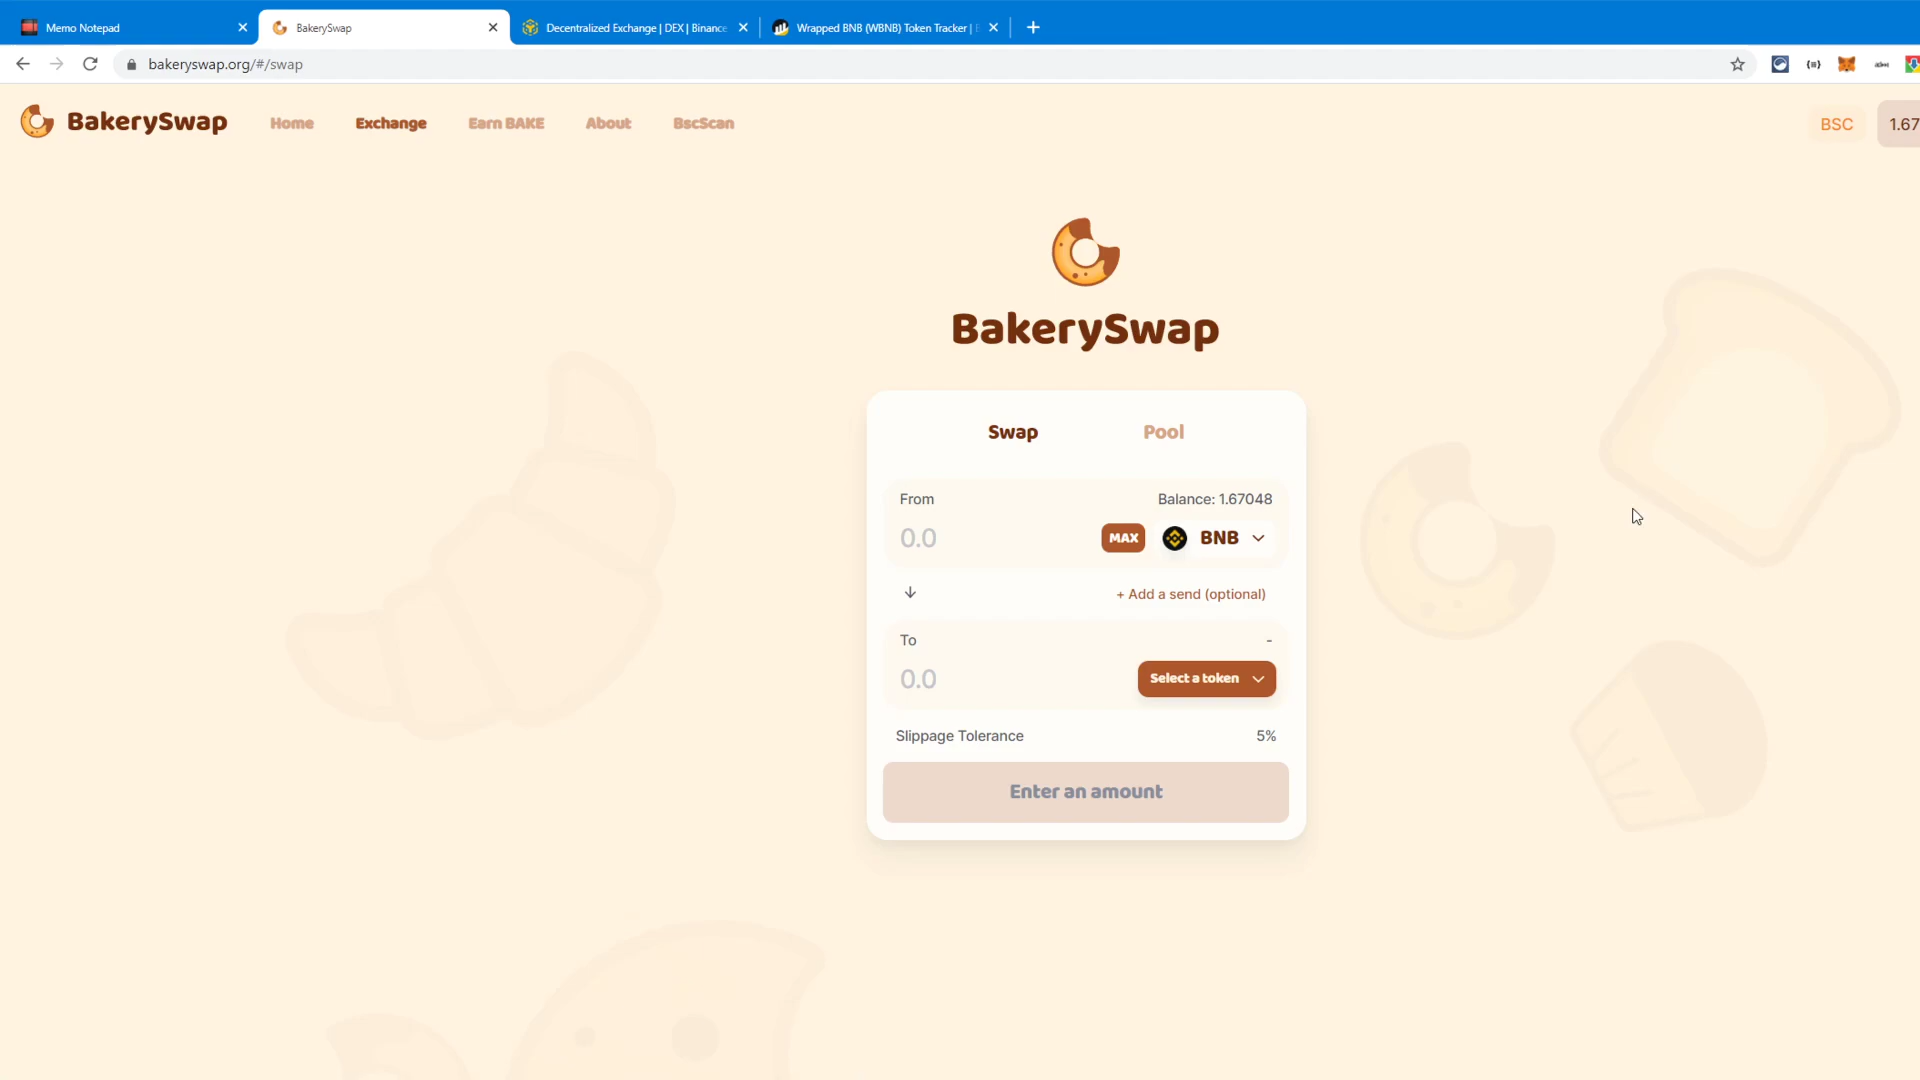 Memo Notepad
BakerySwap
Decentralized Exchange | DEX | Binance
Wrapped BNB (WBNB) Token Tracker |
bakeryswap.org/#/swap
BakerySwap
Home
Exchange
Earn BAKE
About
BscScan
BSC
1.67
BakerySwap
Swap
Pool
From
Balance: 1.67048
0.0
MAX
BNB
+ Add a send (optional)
To
-
0.0
Select a token
Slippage Tolerance
5%
Enter an amount